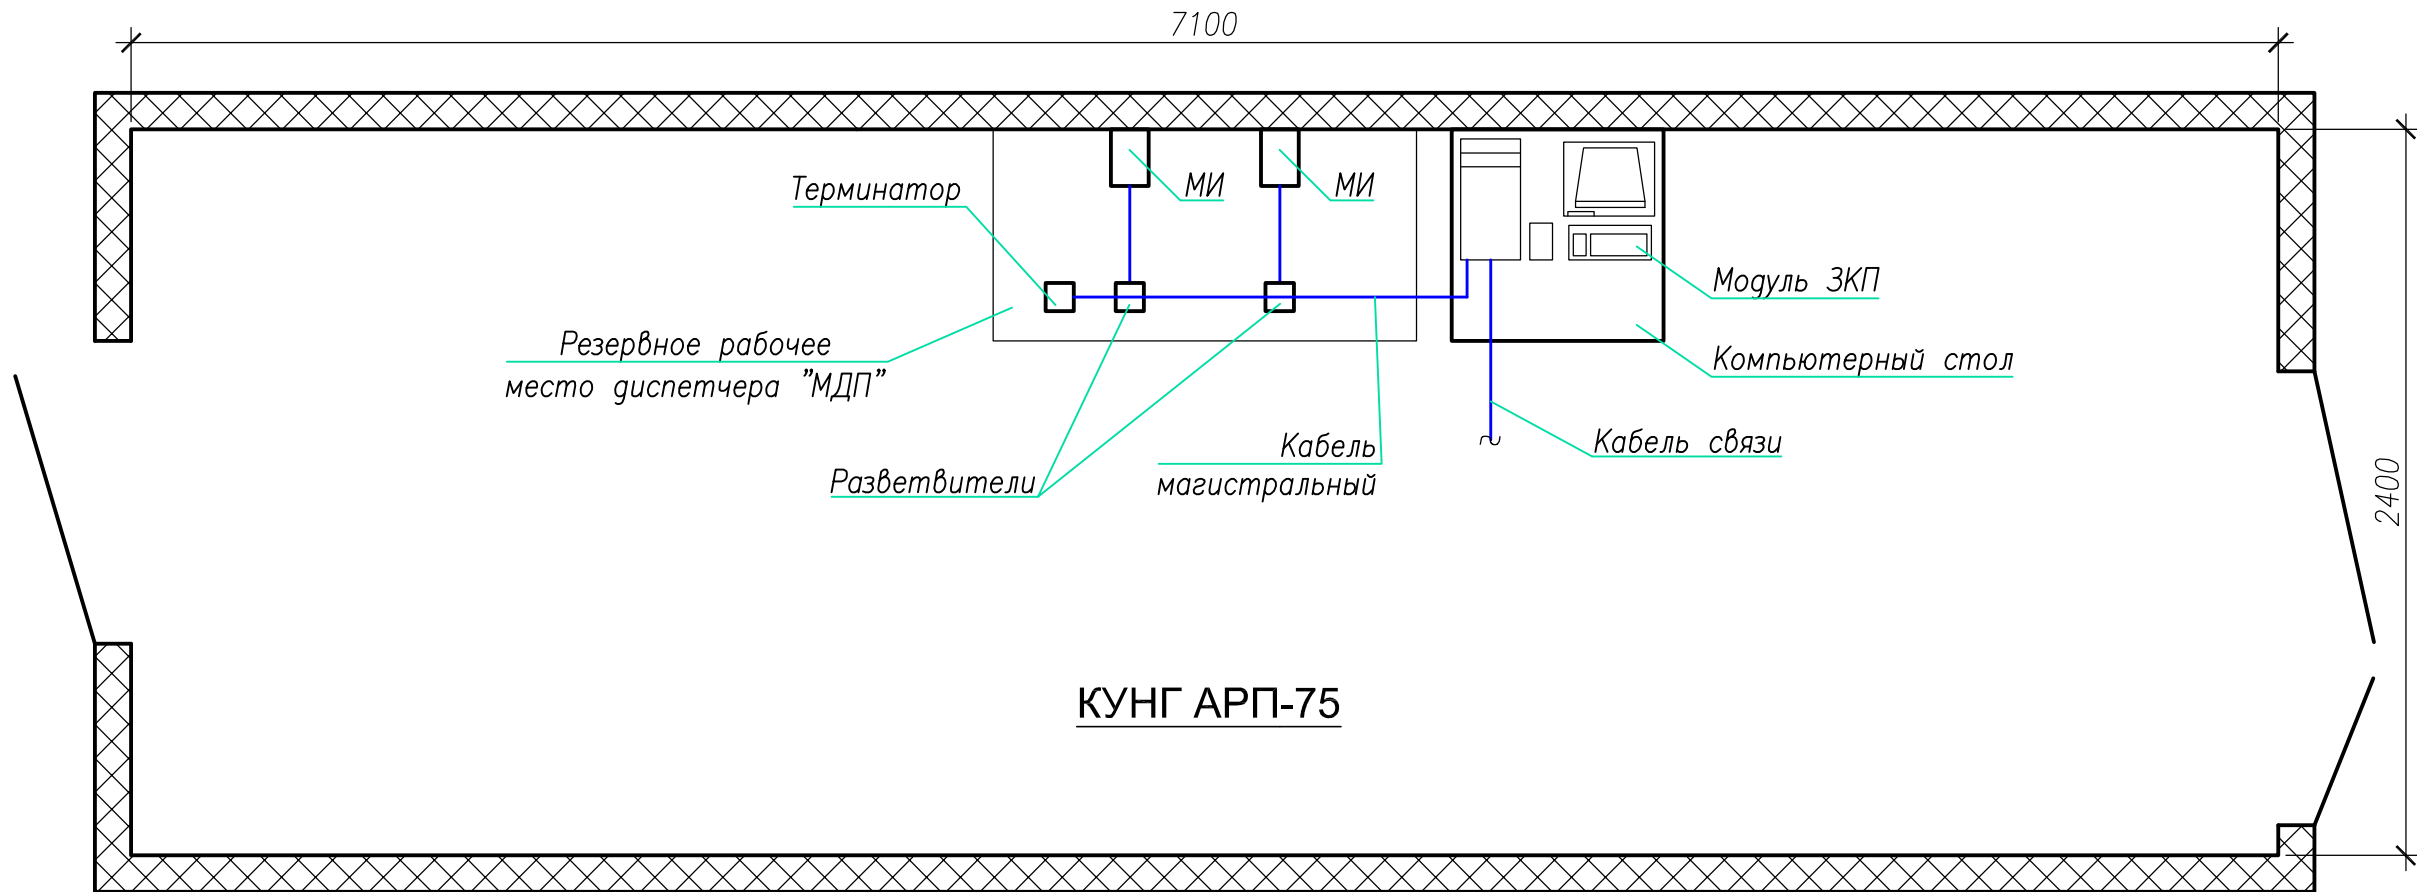 7100
Терминатор
МИ
МИ
Модуль ЗКП
Резервное рабочее
место диспетчера "МДП"
Компьютерный стол
Кабель
магистральный
Кабель связи
Разветвители
2400
КУНГ АРП-75